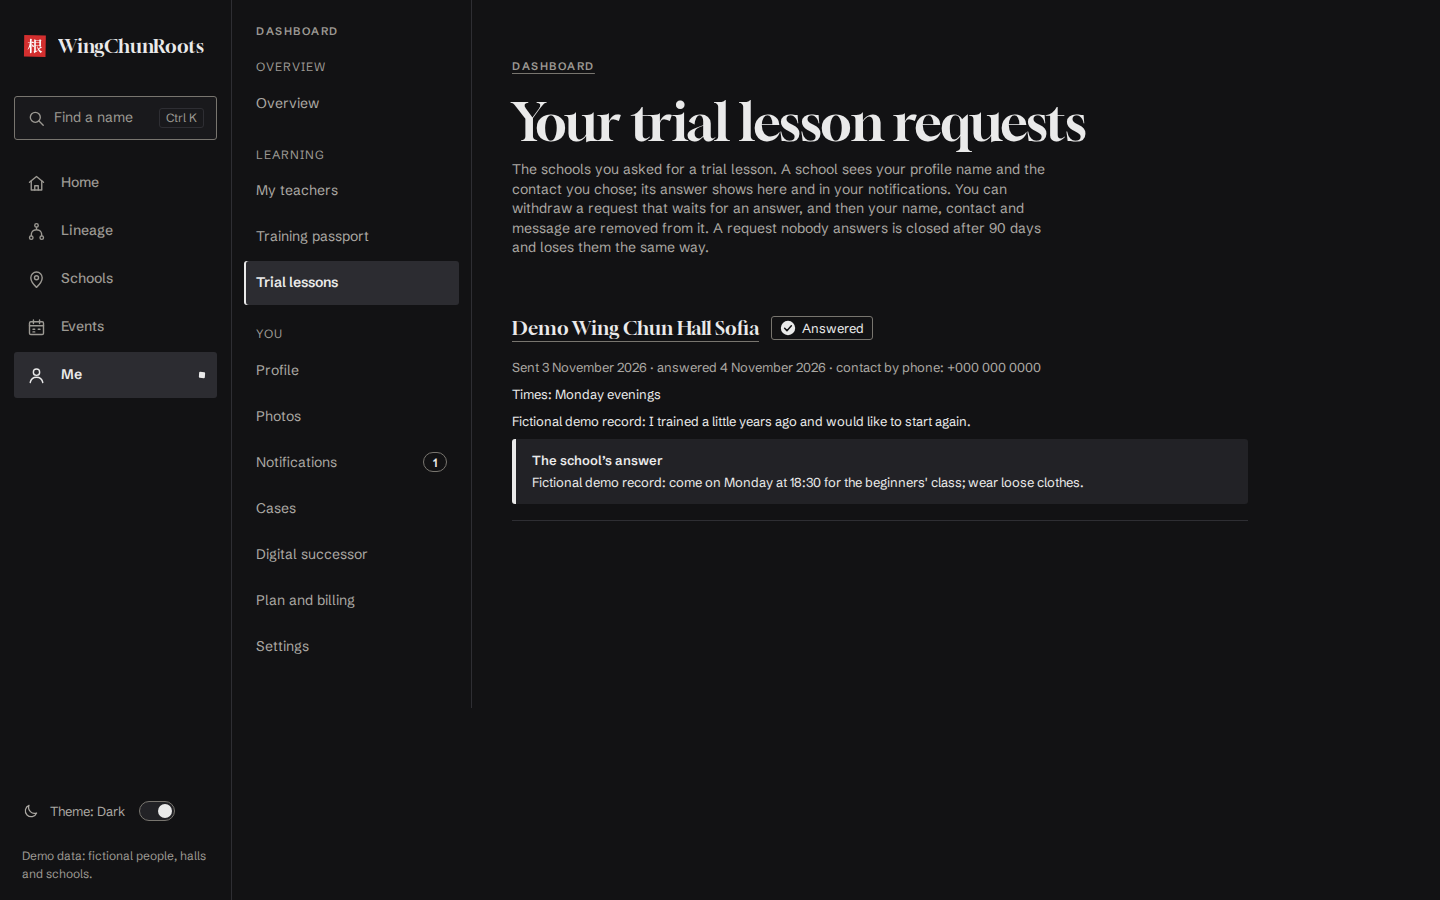 根 WingChunRoots
Find a name Ctrl K
Home
Lineage
Schools
Events
Me
Theme: Dark
Demo data: fictional people, halls
and schools.
DASHBOARD
OVERVIEW
Overview
LEARNING
My teachers
Training passport
Trial lessons
YOU
Profile
Photos
Notifications 1
Cases
Digital successor
Plan and billing
Settings
DASHBOARD
Your trial lesson requests
The schools you asked for a trial lesson. A school sees your profile name and the
contact you chose; its answer shows here and in your notifications. You can
withdraw a request that waits for an answer, and then your name, contact and
message are removed from it. A request nobody answers is closed after 90 days
and loses them the same way.
Demo Wing Chun Hall Sofia Answered
Sent 3 November 2026 · answered 4 November 2026 · contact by phone: +000 000 0000
Times: Monday evenings
Fictional demo record: I trained a little years ago and would like to start again.
The school’s answer
Fictional demo record: come on Monday at 18:30 for the beginners' class; wear loose clothes.